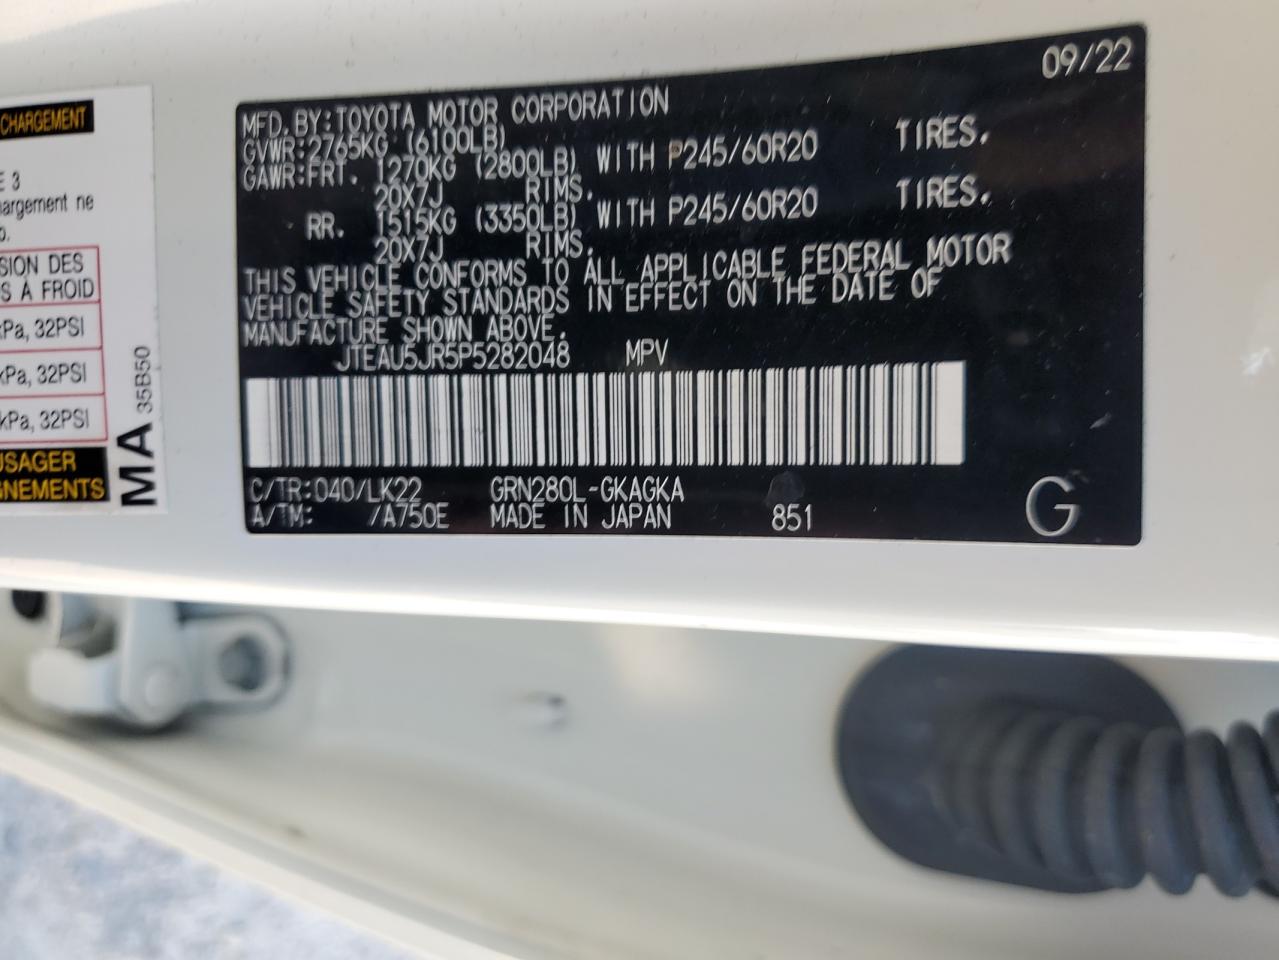 CHARGEMENT
E 3
argement ne
o.
SION DES
S À FROID
kPa, 32PSI
kPa, 32PSI
kPa, 32PSI
USAGER
GNEMENTS
MA 35B50
09/22
MFD.BY:TOYOTA MOTOR CORPORATION
GVWR:2765KG (6100LB)
GAWR:FRT. 1270KG (2800LB) WITH P245/60R20 TIRES.
20X7J RIMS.
RR. 1515KG (3350LB) WITH P245/60R20 TIRES.
20X7J RIMS.
THIS VEHICLE CONFORMS TO ALL APPLICABLE FEDERAL MOTOR
VEHICLE SAFETY STANDARDS IN EFFECT ON THE DATE OF
MANUFACTURE SHOWN ABOVE.
JTEAU5JR5P5282048 MPV
C/TR:040/LK22 GRN280L-GKAGKA
A/TM: /A750E MADE IN JAPAN 851
G